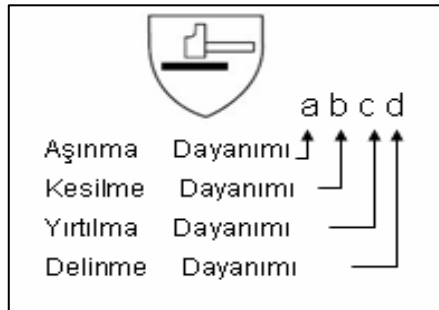 a b c d
Aşınma Dayanımı
Kesilme Dayanımı
Yırtılma Dayanımı
Delinme Dayanımı